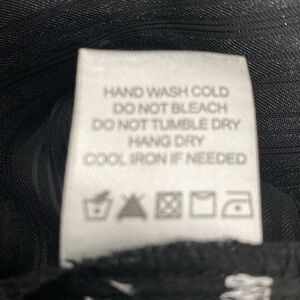 HAND WASH COLD
DO NOT BLEACH
DO NOT TUMBLE DRY
HANG DRY
COOL IRON IF NEEDED